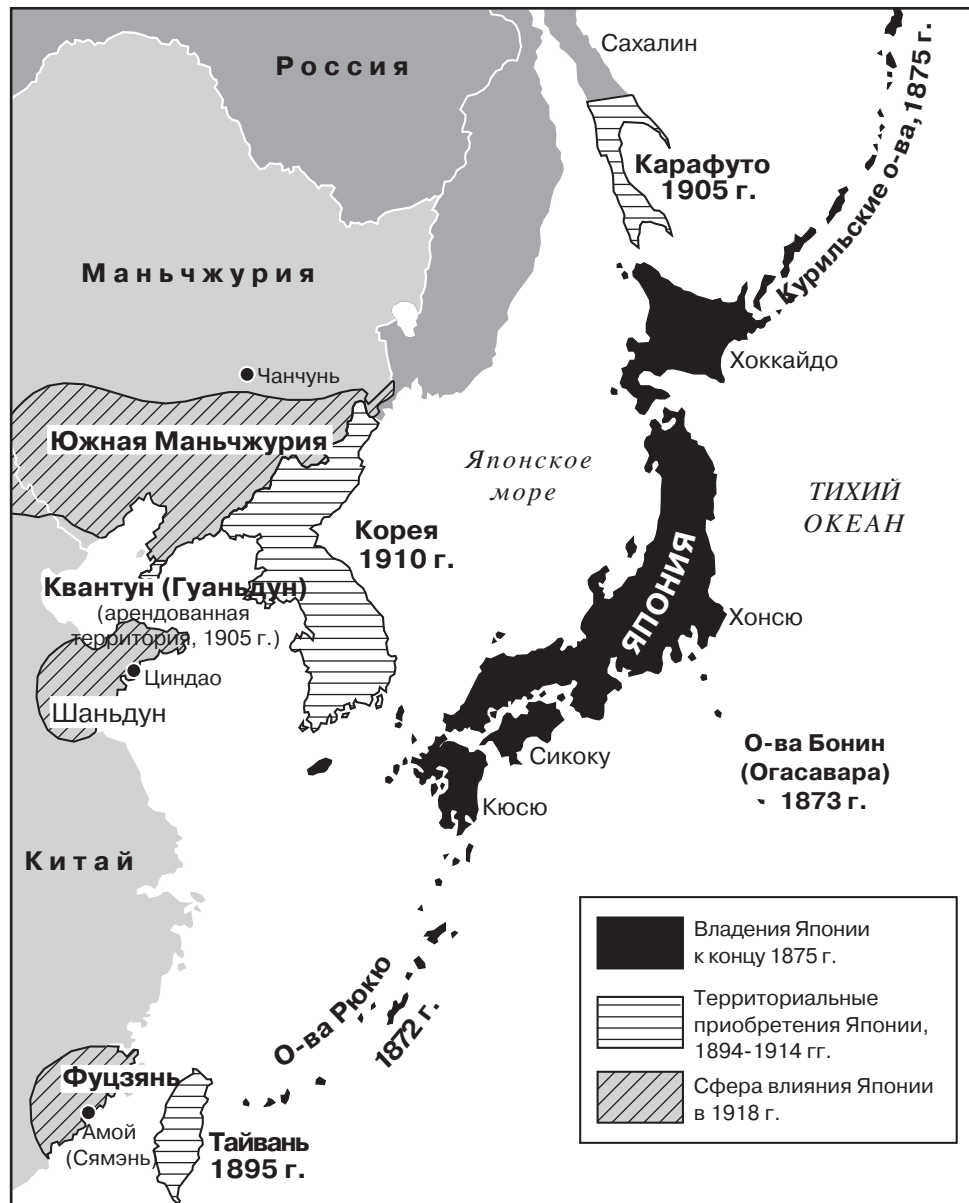 Сахалин
Россия
Курильские о-ва, 1875 г.
Карафуто
1905 г.
Маньчжурия
Хоккайдо
Чанчунь
Южная Маньчжурия
Японское
море
ТИХИЙ
ОКЕАН
Корея
1910 г.
ЯПОНИЯ
Квантун (Гуаньдун)
(арендованная
территория, 1905 г.)
Хонсю
Циндао
Шаньдун
Сикоку
О-ва Бонин
(Огасавара)
1873 г.
Кюсю
Китай
О-ва Рюкю
1872 г.
Фуцзянь
Амой
(Сямэнь)
Тайвань
1895 г.
Владения Японии
к концу 1875 г.
Территориальные
приобретения Японии,
1894-1914 гг.
Сфера влияния Японии
в 1918 г.